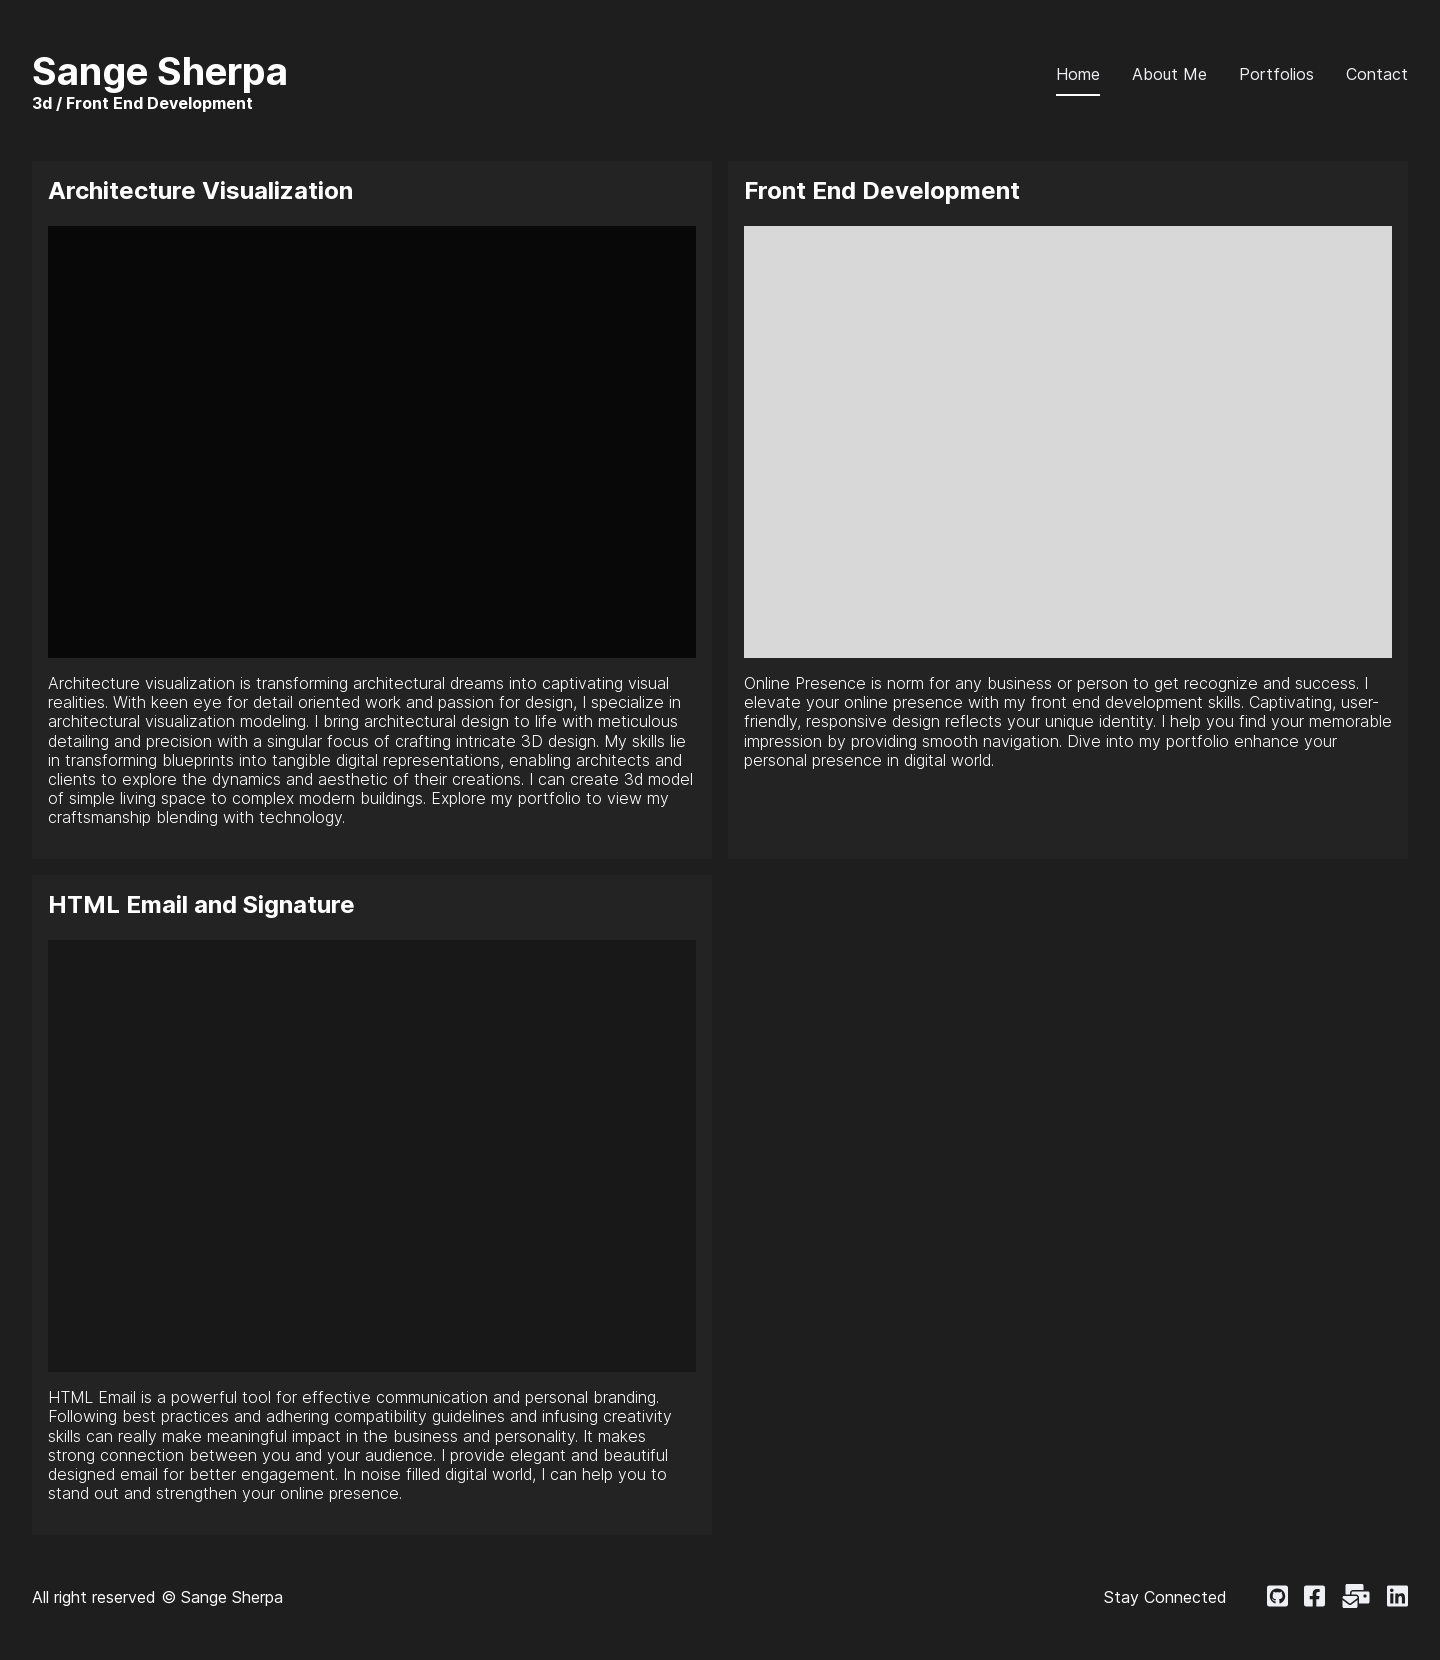 Sange Sherpa
3d / Front End Development
Home
About Me
Portfolios
Contact
Architecture Visualization
Architecture visualization is transforming architectural dreams into captivating visual
realities. With keen eye for detail oriented work and passion for design, I specialize in
architectural visualization modeling. I bring architectural design to life with meticulous
detailing and precision with a singular focus of crafting intricate 3D design. My skills lie
in transforming blueprints into tangible digital representations, enabling architects and
clients to explore the dynamics and aesthetic of their creations. I can create 3d model
of simple living space to complex modern buildings. Explore my portfolio to view my
craftsmanship blending with technology.
Front End Development
Online Presence is norm for any business or person to get recognize and success. I
elevate your online presence with my front end development skills. Captivating, user-
friendly, responsive design reflects your unique identity. I help you find your memorable
impression by providing smooth navigation. Dive into my portfolio enhance your
personal presence in digital world.
HTML Email and Signature
HTML Email is a powerful tool for effective communication and personal branding.
Following best practices and adhering compatibility guidelines and infusing creativity
skills can really make meaningful impact in the business and personality. It makes
strong connection between you and your audience. I provide elegant and beautiful
designed email for better engagement. In noise filled digital world, I can help you to
stand out and strengthen your online presence.
All right reserved © Sange Sherpa
Stay Connected